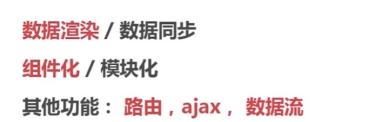 数据渲染 / 数据同步
组件化 / 模块化
其他功能： 路由，ajax， 数据流